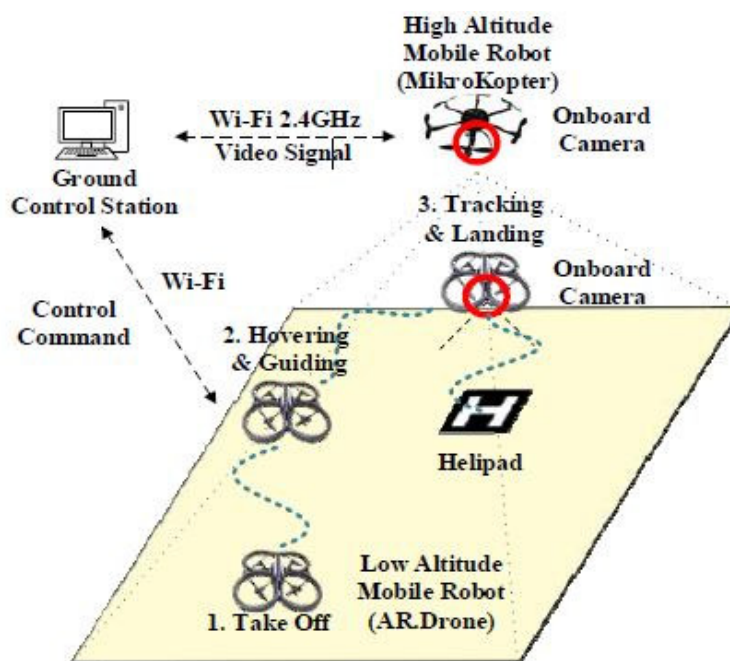 High Altitude
Mobile Robot
(MikroKopter)
Wi-Fi 2.4GHz
Video Signal
Onboard
Camera
Ground
Control Station
3. Tracking
& Landing
Wi-Fi
Onboard
Camera
Control
Command
2. Hovering
& Guiding
H
Helipad
Low Altitude
Mobile Robot
(AR.Drone)
1. Take Off